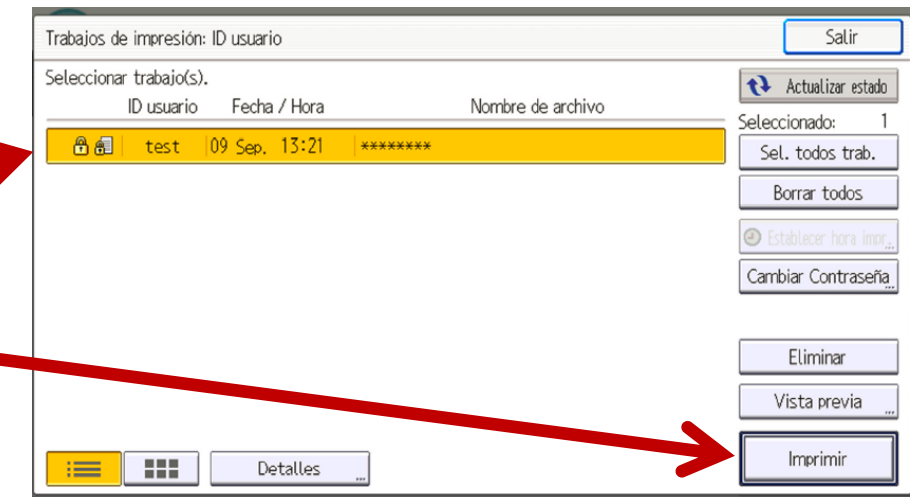 Trabajos de impresión: ID usuario
Salir
Seleccionar trabajo(s).
Actualizar estado
ID usuario Fecha / Hora Nombre de archivo
Seleccionado: 1
test 09 Sep. 13:21 ********
Sel. todos trab.
Borrar todos
Establecer hora impr...
Cambiar Contraseña...
Eliminar
Vista previa ...
Detalles ...
Imprimir